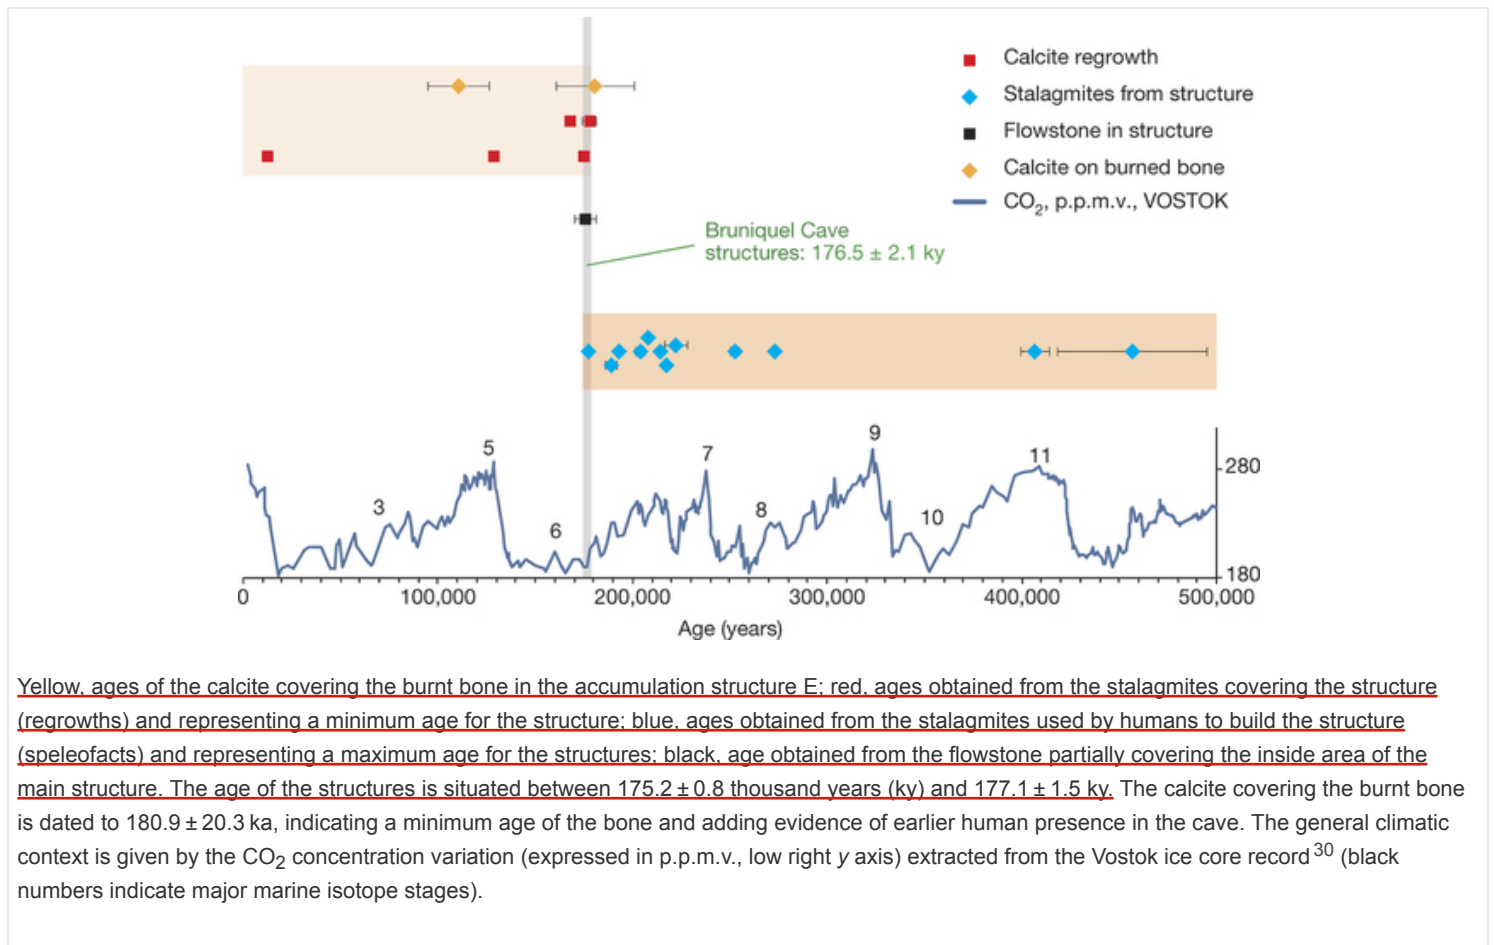 Calcite regrowth
Stalagmites from structure
Flowstone in structure
Calcite on burned bone
CO2, p.p.m.v., VOSTOK
Bruniquel Cave
structures: 176.5 ± 2.1 ky
3
5
6
7
8
9
10
11
280
180
0
100,000
200,000
300,000
400,000
500,000
Age (years)
Yellow, ages of the calcite covering the burnt bone in the accumulation structure E; red, ages obtained from the stalagmites covering the structure
(regrowths) and representing a minimum age for the structure; blue, ages obtained from the stalagmites used by humans to build the structure
(speleofacts) and representing a maximum age for the structures; black, age obtained from the flowstone partially covering the inside area of the
main structure. The age of the structures is situated between 175.2 ± 0.8 thousand years (ky) and 177.1 ± 1.5 ky. The calcite covering the burnt bone
is dated to 180.9 ± 20.3 ka, indicating a minimum age of the bone and adding evidence of earlier human presence in the cave. The general climatic
context is given by the CO2 concentration variation (expressed in p.p.m.v., low right y axis) extracted from the Vostok ice core record 30 (black
numbers indicate major marine isotope stages).